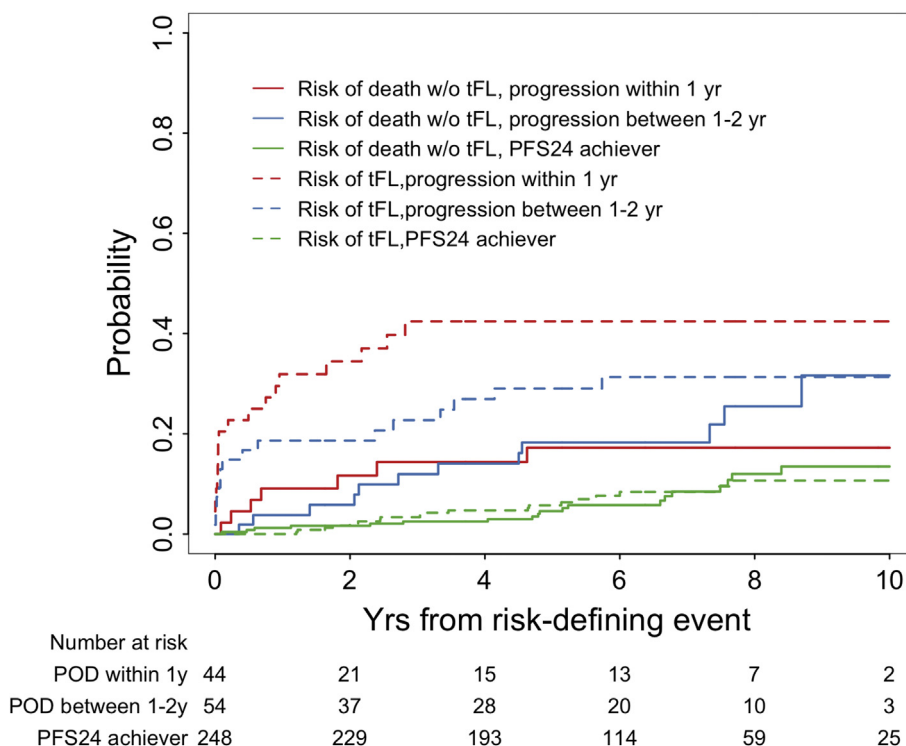 1.0
0.8
0.6
0.4
0.2
0.0
Probability
Risk of death w/o tFL, progression within 1 yr
Risk of death w/o tFL, progression between 1-2 yr
Risk of death w/o tFL, PFS24 achiever
Risk of tFL,progression within 1 yr
Risk of tFL,progression between 1-2 yr
Risk of tFL,PFS24 achiever
0 2 4 6 8 10
Yrs from risk-defining event
Number at risk
POD within 1y 44 21 15 13 7 2
POD between 1-2y 54 37 28 20 10 3
PFS24 achiever 248 229 193 114 59 25